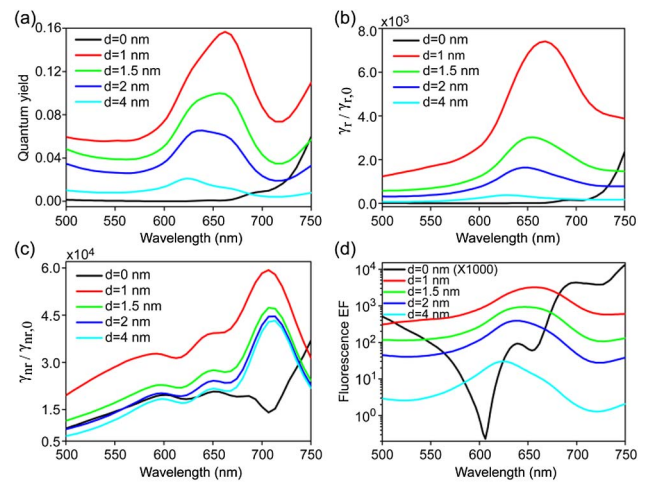 (a)
0.16
0.12
0.08
0.04
0.00
Quantum yield
d=0 nm
d=1 nm
d=1.5 nm
d=2 nm
d=4 nm
500 550 600 650 700 750
Wavelength (nm)
(b)
x10³
8.0
6.0
4.0
2.0
0.0
γr / γr,0
d=0 nm
d=1 nm
d=1.5 nm
d=2 nm
d=4 nm
500 550 600 650 700 750
Wavelength (nm)
(c)
x10⁴
6.0
4.5
3.0
1.5
0.5
γnr / γnr,0
d=0 nm
d=1 nm
d=1.5 nm
d=2 nm
d=4 nm
500 550 600 650 700 750
Wavelength (nm)
(d)
10⁴
10³
10²
10¹
10⁰
Fluorescence EF
d=0 nm (X1000)
d=1 nm
d=1.5 nm
d=2 nm
d=4 nm
500 550 600 650 700 750
Wavelength (nm)